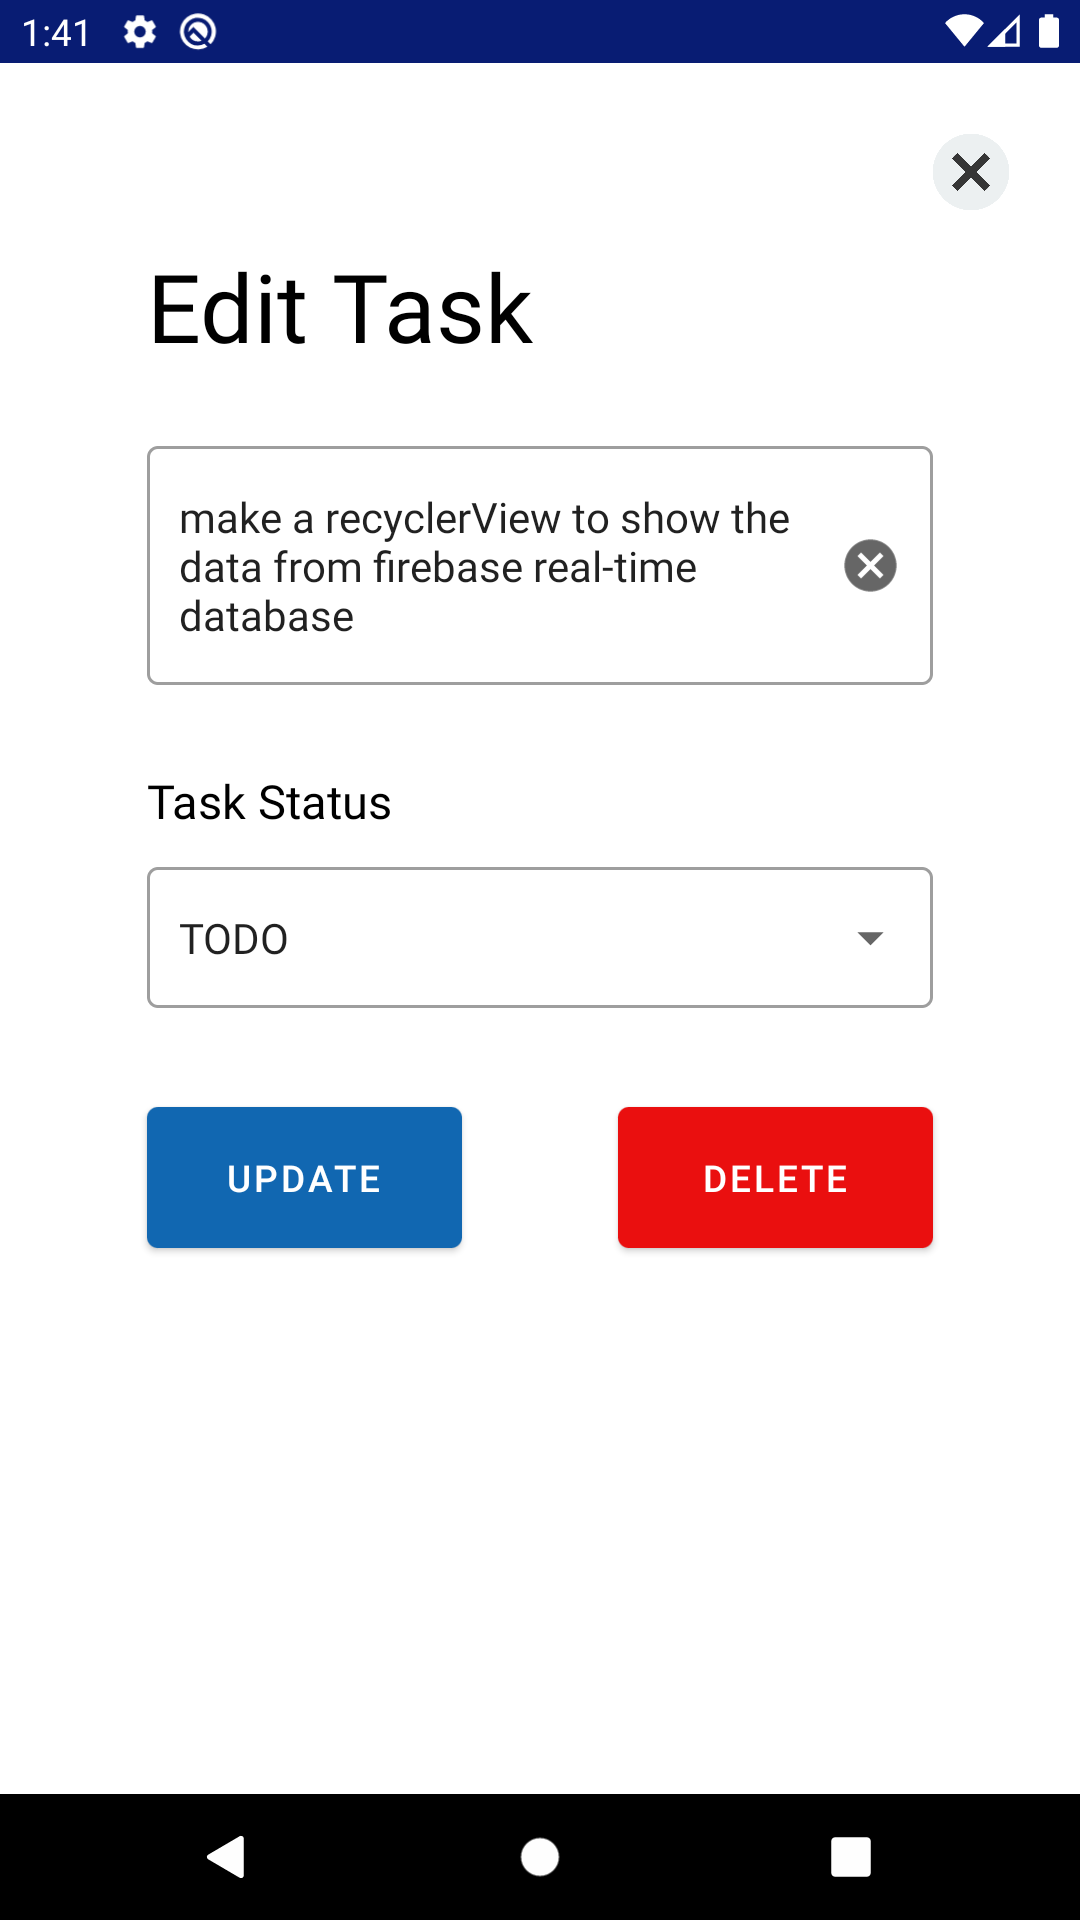 1:41
Edit Task
make a recyclerView to show the
data from firebase real-time
database
Task Status
TODO
UPDATE
DELETE